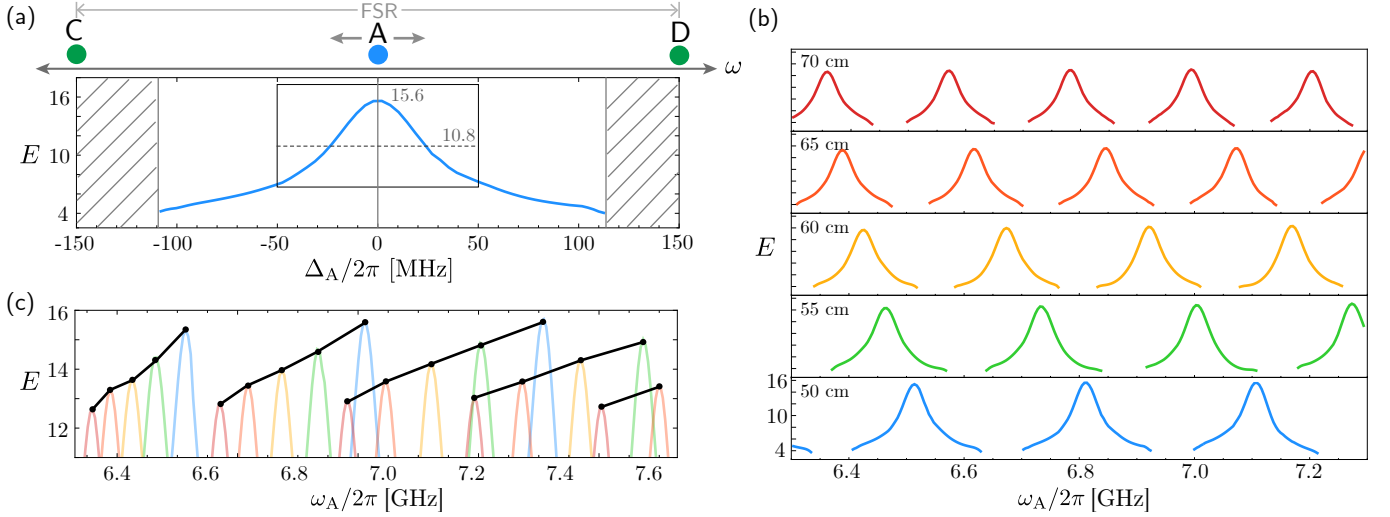 (a)
FSR
C
A
D
ω
16
10
4
E
15.6
10.8
-150
-100
-50
0
50
100
150
Δ_A/2π [MHz]
(b)
70 cm
65 cm
60 cm
55 cm
50 cm
E
16
10
4
6.4
6.6
6.8
7.0
7.2
ω_A/2π [GHz]
(c)
16
14
12
E
6.4
6.6
6.8
7.0
7.2
7.4
7.6
ω_A/2π [GHz]